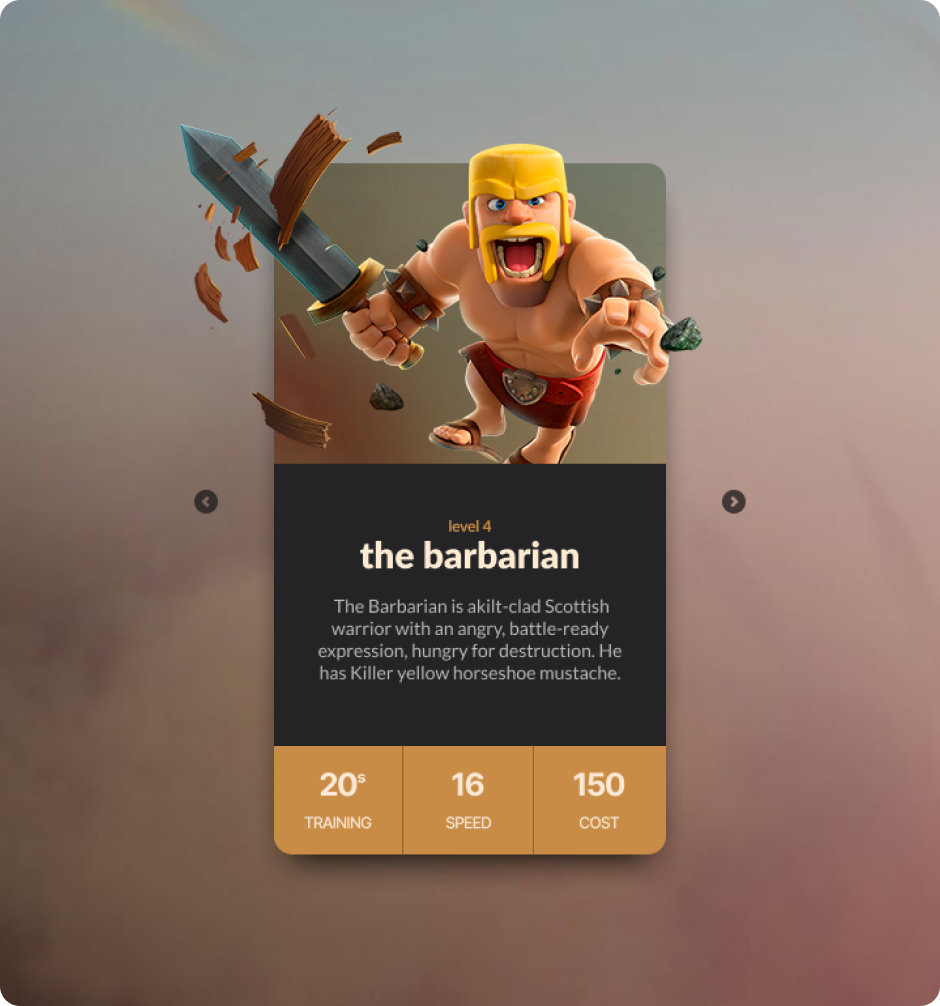 level 4
the barbarian
The Barbarian is akilt-clad Scottish
warrior with an angry, battle-ready
expression, hungry for destruction. He
has Killer yellow horseshoe mustache.
20s 16 150
TRAINING SPEED COST